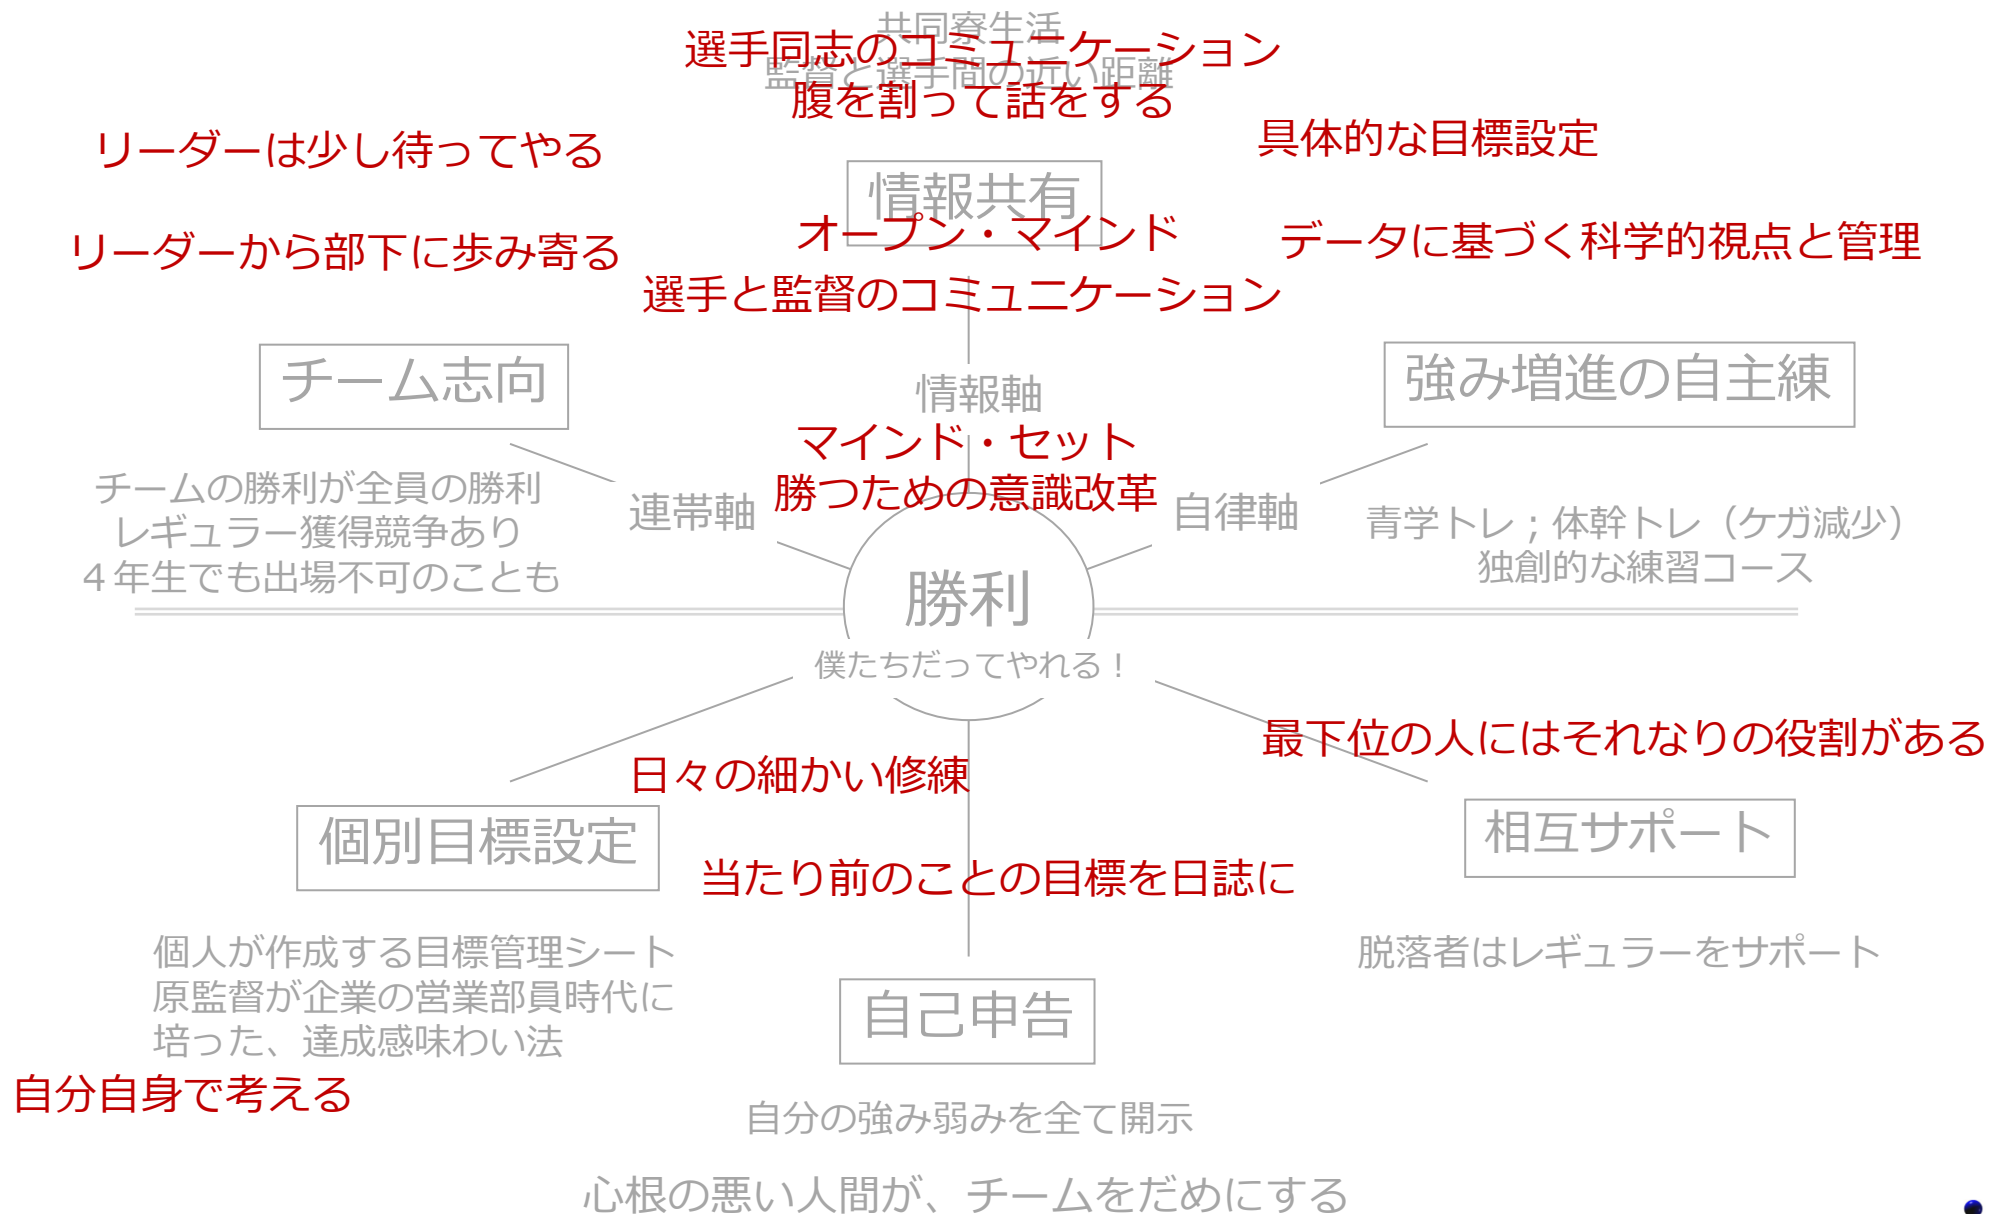 共同寮生活
選手同志のコミュニケーション
監督と選手間の近い距離
腹を割って話をする
リーダーは少し待ってやる
具体的な目標設定
情報共有
オープン・マインド
リーダーから部下に歩み寄る
データに基づく科学的視点と管理
選手と監督のコミュニケーション
チーム志向
強み増進の自主練
情報軸
マインド・セット
勝つための意識改革
チームの勝利が全員の勝利
レギュラー獲得競争あり
４年生でも出場不可のことも
連帯軸
自律軸
青学トレ；体幹トレ（ケガ減少）
独創的な練習コース
勝利
僕たちだってやれる！
最下位の人にはそれなりの役割がある
日々の細かい修練
個別目標設定
相互サポート
当たり前のことの目標を日誌に
個人が作成する目標管理シート
原監督が企業の営業部員時代に
培った、達成感味わい法
脱落者はレギュラーをサポート
自己申告
自分自身で考える
自分の強み弱みを全て開示
心根の悪い人間が、チームをだめにする